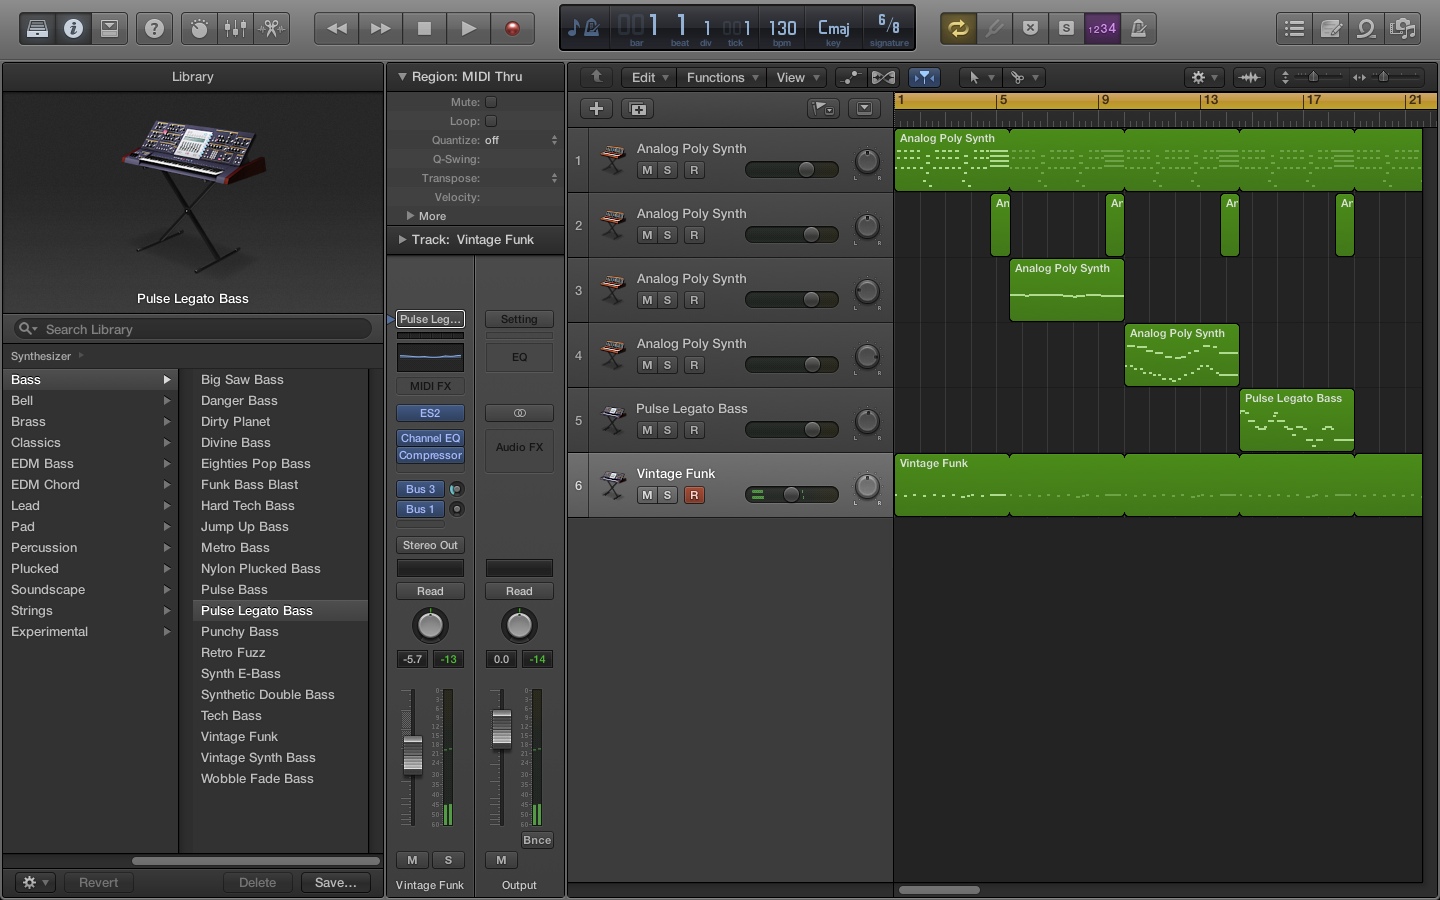 1 1 1 1 130 Cmaj 6/8
bar beat div tick bpm key signature
S
1234
Library
Pulse Legato Bass
Search Library
Synthesizer
Bass
Bell
Brass
Classics
EDM Bass
EDM Chord
Lead
Pad
Percussion
Plucked
Soundscape
Strings
Experimental
Big Saw Bass
Danger Bass
Dirty Planet
Divine Bass
Eighties Pop Bass
Funk Bass Blast
Hard Tech Bass
Jump Up Bass
Metro Bass
Nylon Plucked Bass
Pulse Bass
Pulse Legato Bass
Punchy Bass
Retro Fuzz
Synth E-Bass
Synthetic Double Bass
Tech Bass
Vintage Funk
Vintage Synth Bass
Wobble Fade Bass
Revert
Delete
Save...
Region: MIDI Thru
Mute:
Loop:
Quantize: off
Q-Swing:
Transpose:
Velocity:
More
Track: Vintage Funk
Pulse Leg...
MIDI FX
ES2
Channel EQ
Compressor
Bus 3
Bus 1
Stereo Out
Read
-5.7 -13
M S
Vintage Funk
Setting
EQ
Audio FX
Read
0.0 -14
Bnce
M
Output
Edit Functions View
1 5 9 13 17 21
1 Analog Poly Synth
M S R
L R
2 Analog Poly Synth
M S R
L R
3 Analog Poly Synth
M S R
L R
4 Analog Poly Synth
M S R
L R
5 Pulse Legato Bass
M S R
L R
6 Vintage Funk
M S R
L R
Analog Poly Synth
An An An An
Analog Poly Synth
Analog Poly Synth
Pulse Legato Bass
Vintage Funk